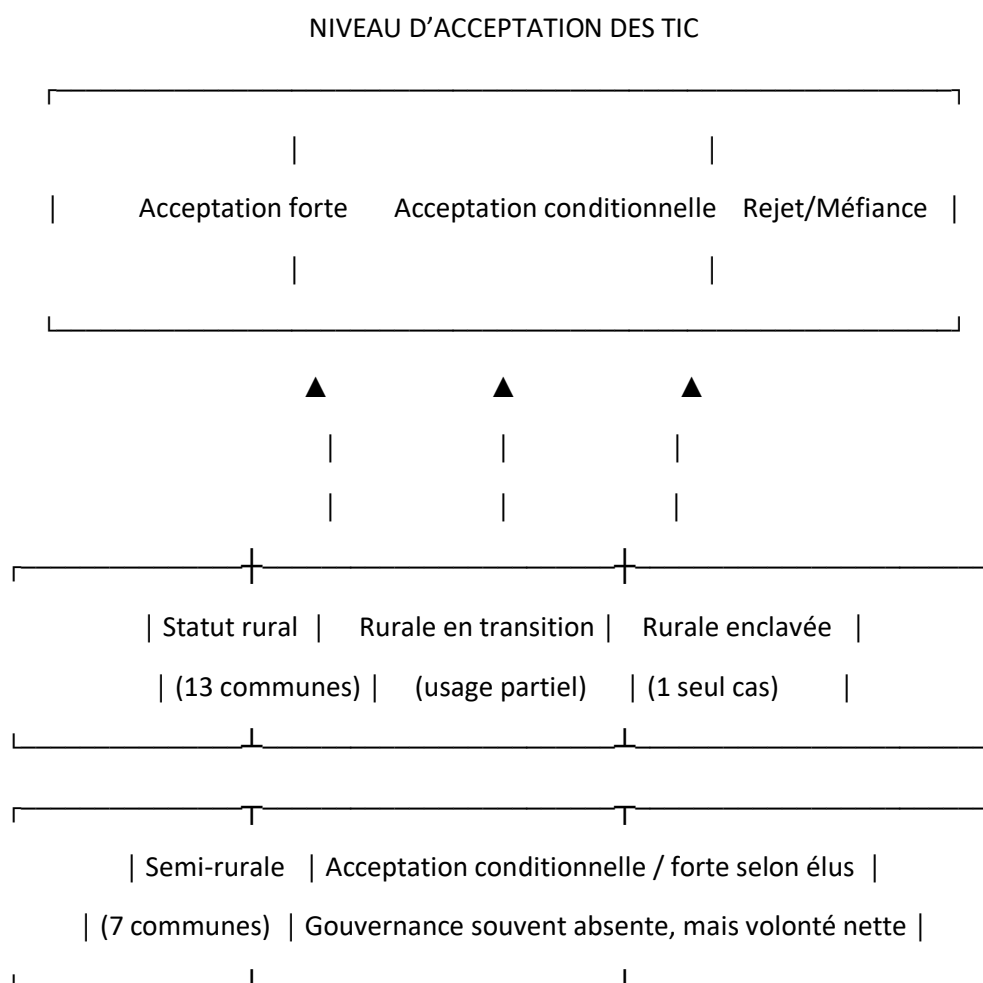 NIVEAU D’ACCEPTATION DES TIC
| |
| Acceptation forte Acceptation conditionnelle Rejet/Méfiance |
| |
▲ ▲ ▲
| | |
| | |
| Statut rural | Rurale en transition | Rurale enclavée |
| (13 communes) | (usage partiel) | (1 seul cas) |
| Semi-rurale | Acceptation conditionnelle / forte selon élus |
| (7 communes) | Gouvernance souvent absente, mais volonté nette |